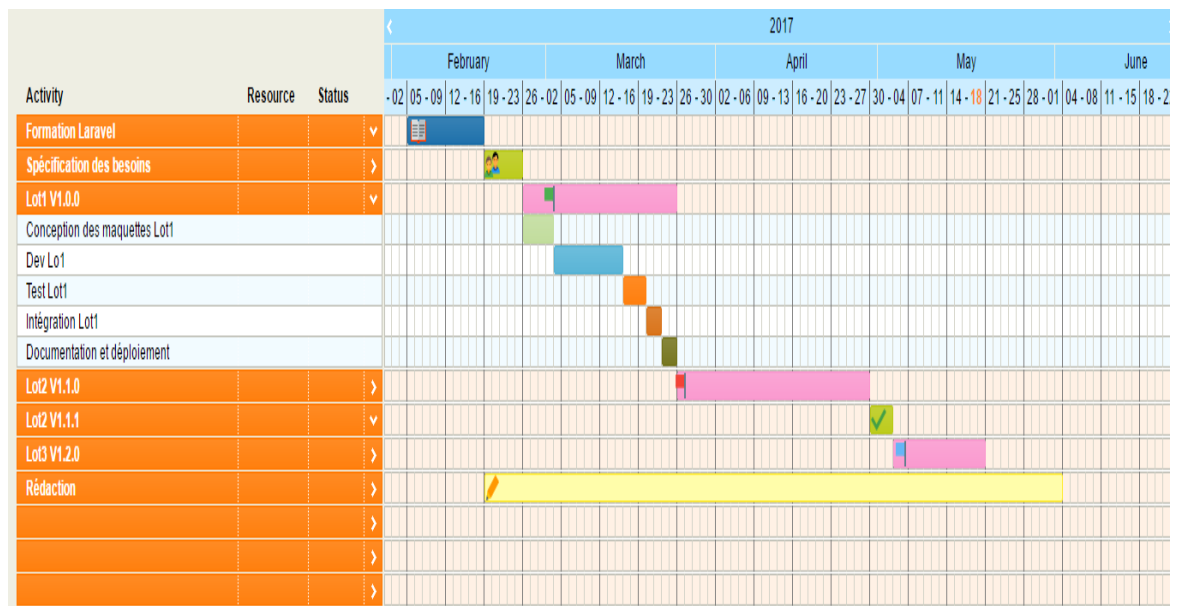 2017
February March April May June
Activity Resource Status - 02 05 - 09 12 - 16 19 - 23 26 - 02 05 - 09 12 - 16 19 - 23 26 - 30 02 - 06 09 - 13 16 - 20 23 - 27 30 - 04 07 - 11 14 - 18 21 - 25 28 - 01 04 - 08 11 - 15 18 - 2
Formation Laravel
Spécification des besoins
Lot1 V1.0.0
Conception des maquettes Lot1
Dev Lo1
Test Lot1
Intégration Lot1
Documentation et déploiement
Lot2 V1.1.0
Lot2 V1.1.1
Lot3 V1.2.0
Rédaction